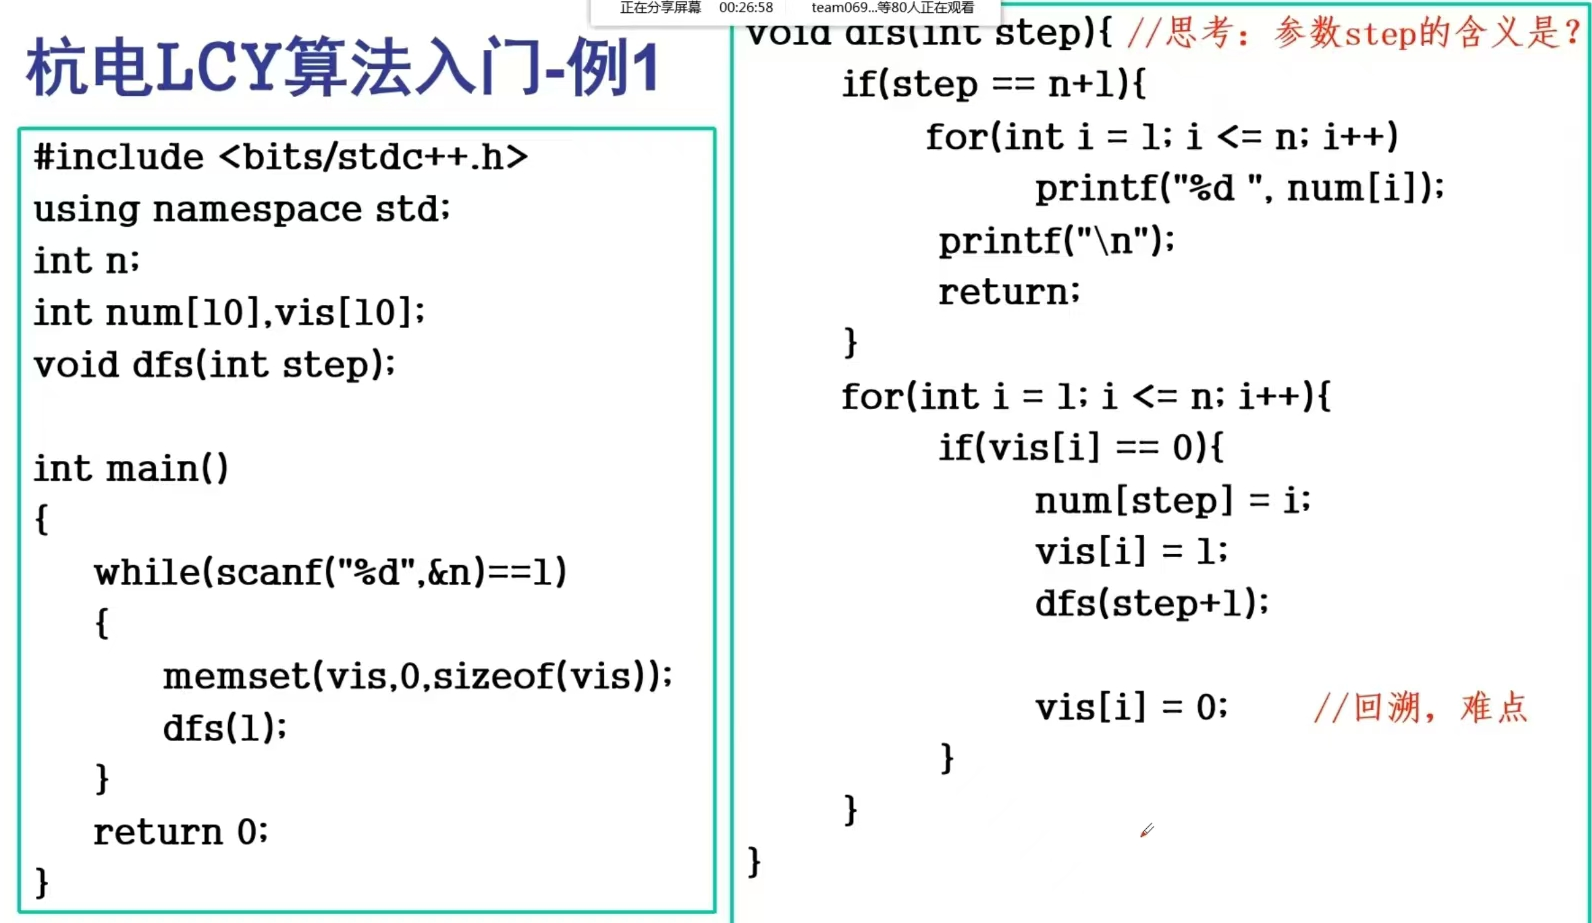 正在分享屏幕 00:26:58 team069...等80人正在观看
杭电LCY算法入门-例1
#include <bits/stdc++.h>
using namespace std;
int n;
int num[10],vis[10];
void dfs(int step);
int main()
{
while(scanf("%d",&n)==1)
{
memset(vis,0,sizeof(vis));
dfs(1);
}
return 0;
}
void dfs(int step){ //思考：参数step的含义是？
if(step == n+1){
for(int i = 1; i <= n; i++)
printf("%d ", num[i]);
printf("\n");
return;
}
for(int i = 1; i <= n; i++){
if(vis[i] == 0){
num[step] = i;
vis[i] = 1;
dfs(step+1);
vis[i] = 0; //回溯，难点
}
}
}